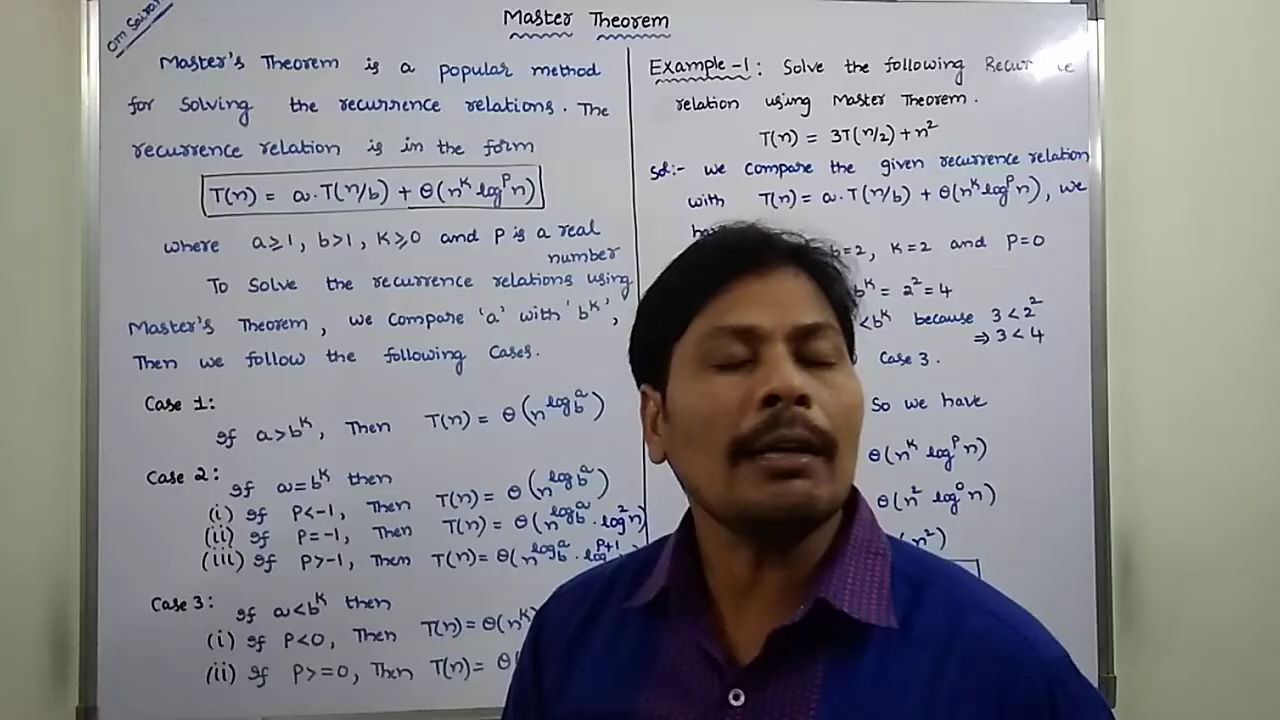 Om Sairam
Master Theorem
Master's Theorem is a popular method
for solving the recurrence relations. The
recurrence relation is in the form
T(n) = a.T(n/b) + θ(n^k log^p n)
where a≥1, b>1, K≥0 and P is a real
number
To Solve the recurrence relations using
Master's Theorem, we compare 'a' with 'b^k',
Then we follow the following Cases.
Case 1:
If a>b^k, Then T(n) = θ(n^log_b^a)
Case 2:
If a=b^k then
(i) If P<-1, Then T(n) = θ(n^log_b^a)
(ii) If P=-1, Then T(n) = θ(n^log_b^a . log^2 n)
(iii) If P>-1, Then T(n)= θ(n^log_b^a . log^p+1
Case 3:
If a<b^k then
(i) If P<0, Then T(n) = θ(n^k)
(ii) If P>=0, Then T(n)= θ(
Example-1: Solve the following
relation using Master Theorem.
T(n) = 3T(n/2)+n^2
Sol:- we compare the given recurrence relation
with T(n) = a.T(n/b) + θ(n^k log^p n), we
b=2, K=2 and P=0
b^k = 2^2 = 4
<b^k because 3<2^2
⇒ 3<4
Case 3.
So we have
θ(n^k log^p n)
θ(n^2 log^0 n)
(n^2)